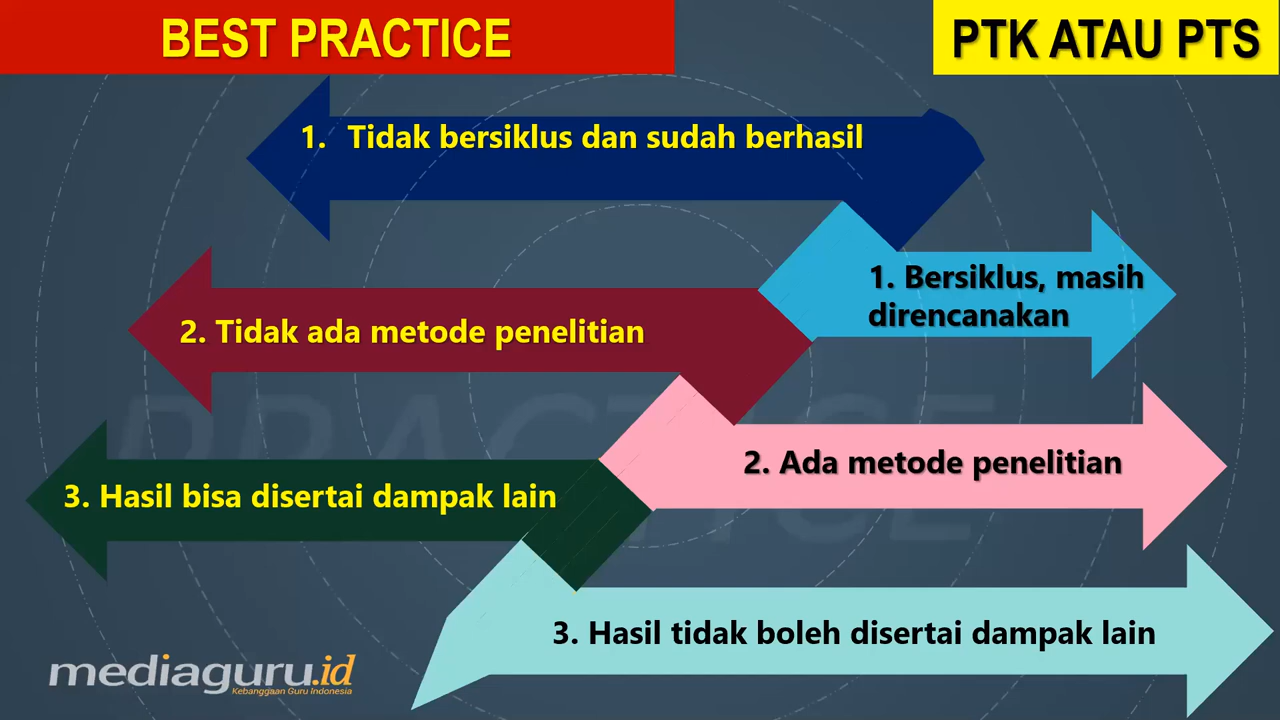 BEST PRACTICE
PTK ATAU PTS
1. Tidak bersiklus dan sudah berhasil
1. Bersiklus, masih
direncanakan
2. Tidak ada metode penelitian
2. Ada metode penelitian
3. Hasil bisa disertai dampak lain
3. Hasil tidak boleh disertai dampak lain
PRACTICE
mediaguru.id
Kebanggaan Guru Indonesia